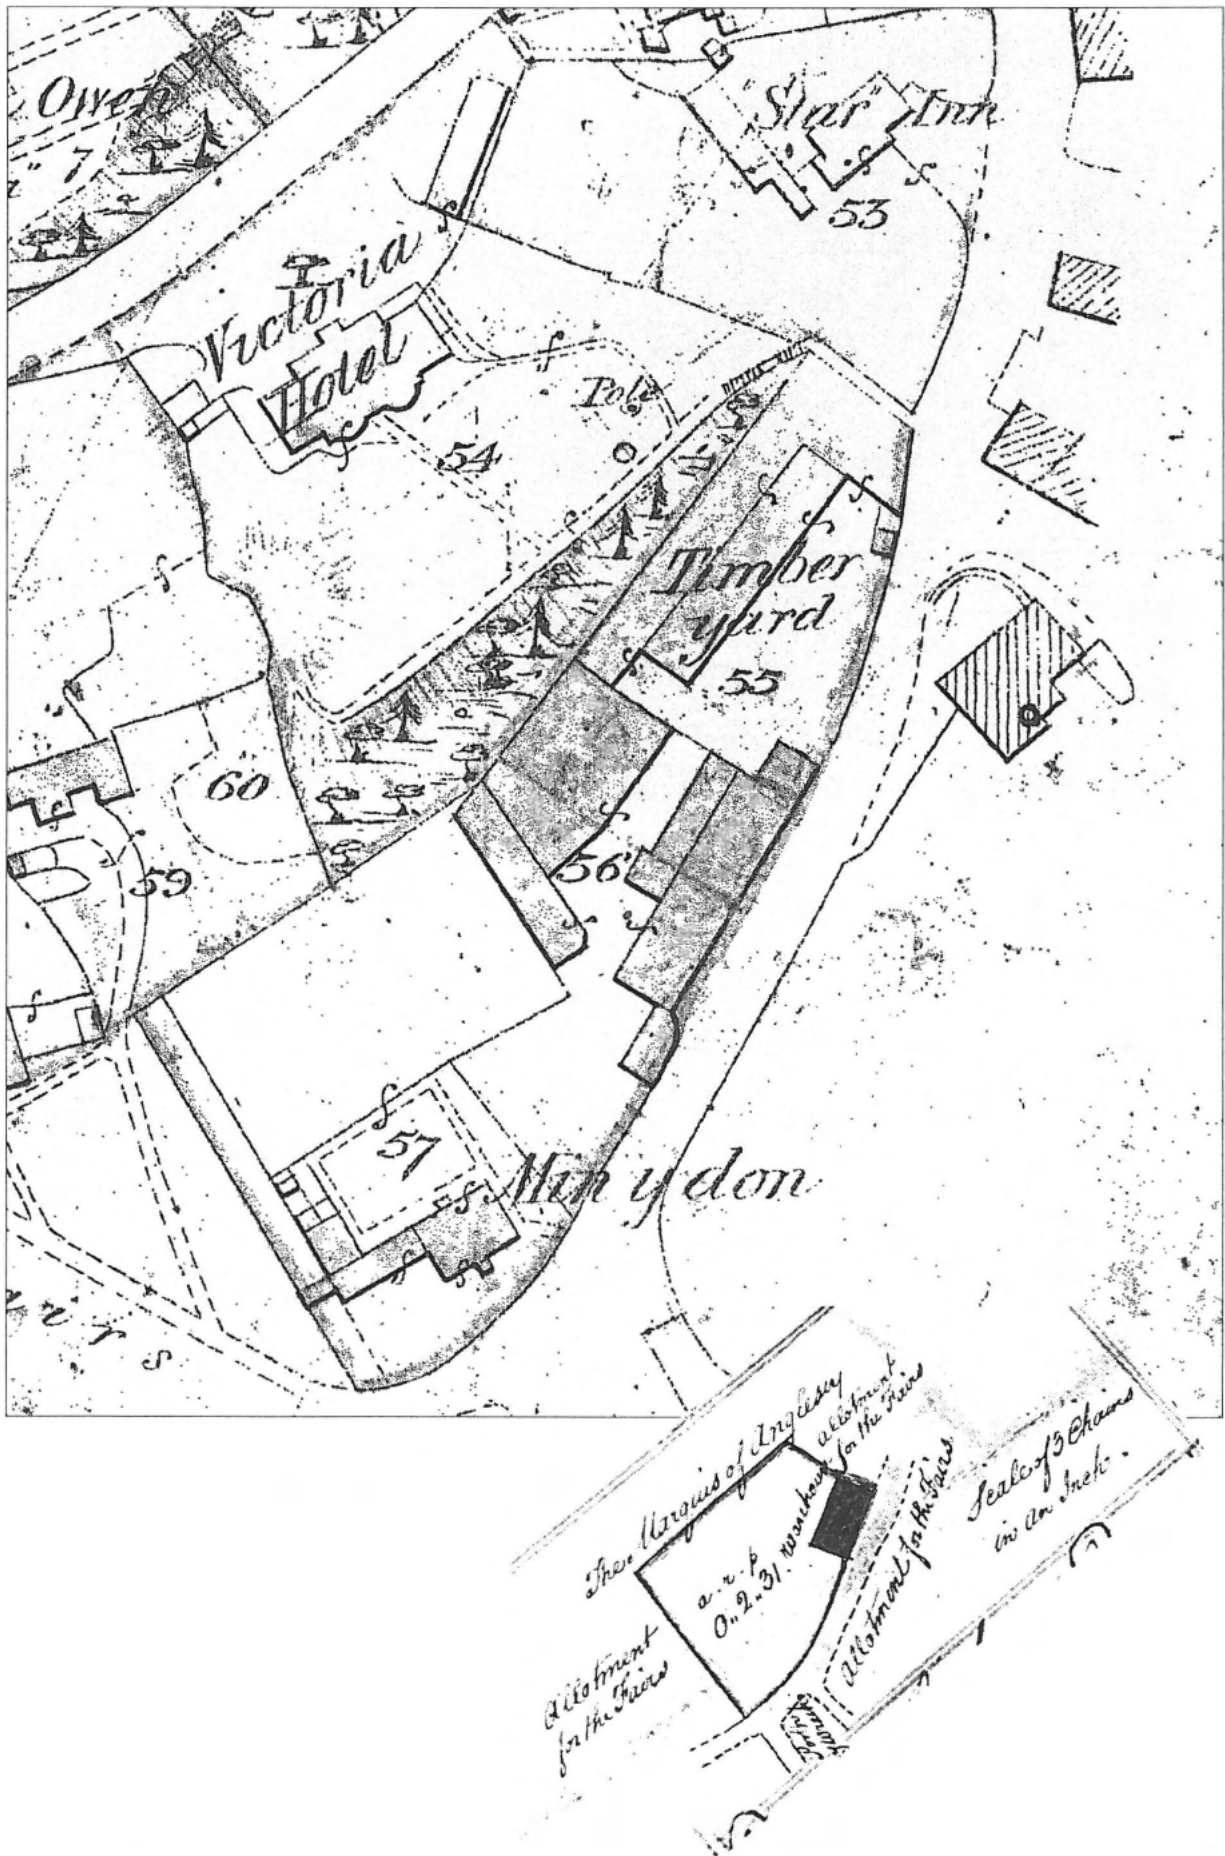 Owen
7
"Star" Inn
53
Victoria
Hotel
Pole
54
Timber
yard
55
60
56
59
57
Min y don
airs
The Marquis of Anglesey
allotment
for the Fairs
warehouse
a - r - p
0 .. 2 .. 31
Allotment
for the Fairs
Allotment for the Fairs
Scale of 3 Chains
in an Inch.